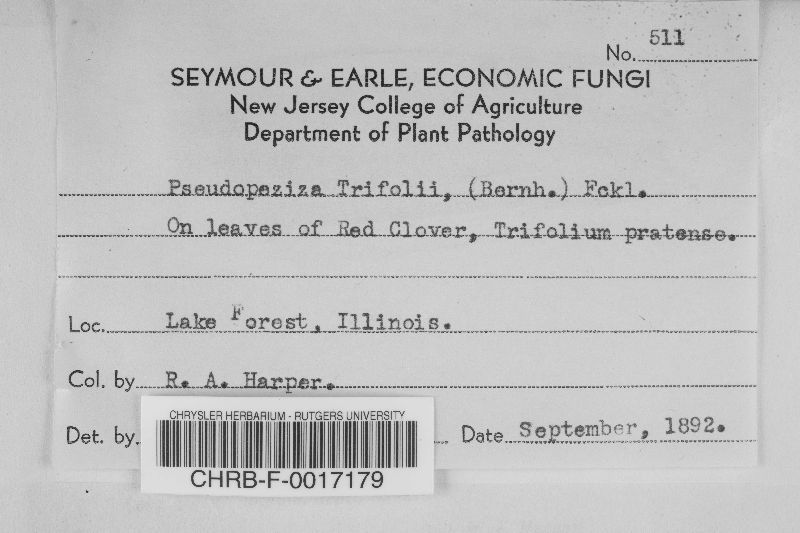 No. 511
SEYMOUR & EARLE, ECONOMIC FUNGI
New Jersey College of Agriculture
Department of Plant Pathology
Pseudopeziza Trifolii, (Bernh.) Fckl.
On leaves of Red Clover, Trifolium pratense.
Loc. Lake Forest, Illinois.
Col. by R. A. Harper.
Det. by Date September, 1892.
CHRYSLER HERBARIUM - RUTGERS UNIVERSITY
CHRB-F-0017179